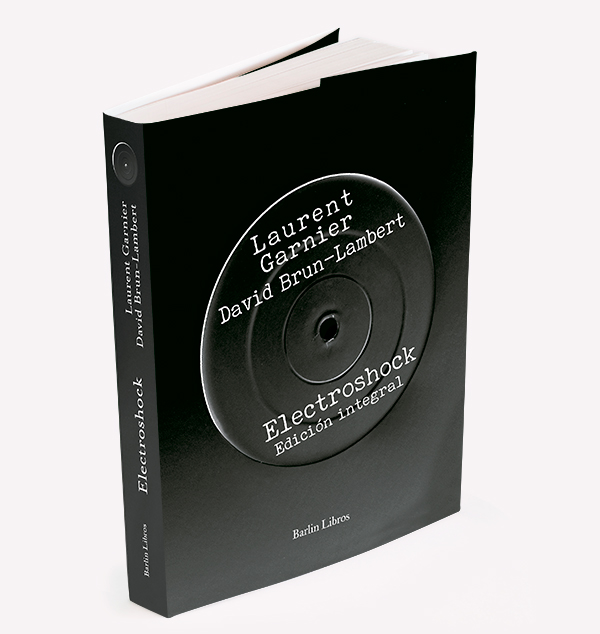 Laurent
Garnier
David Brun-Lambert
Electroshock
Edición integral
Barlin Libros
Laurent Garnier
David Brun-Lambert
Electroshock
Barlin Libros